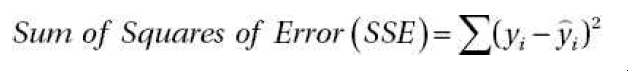 Sum of Squares of Error (SSE) = ∑(yᵢ − ŷᵢ)²